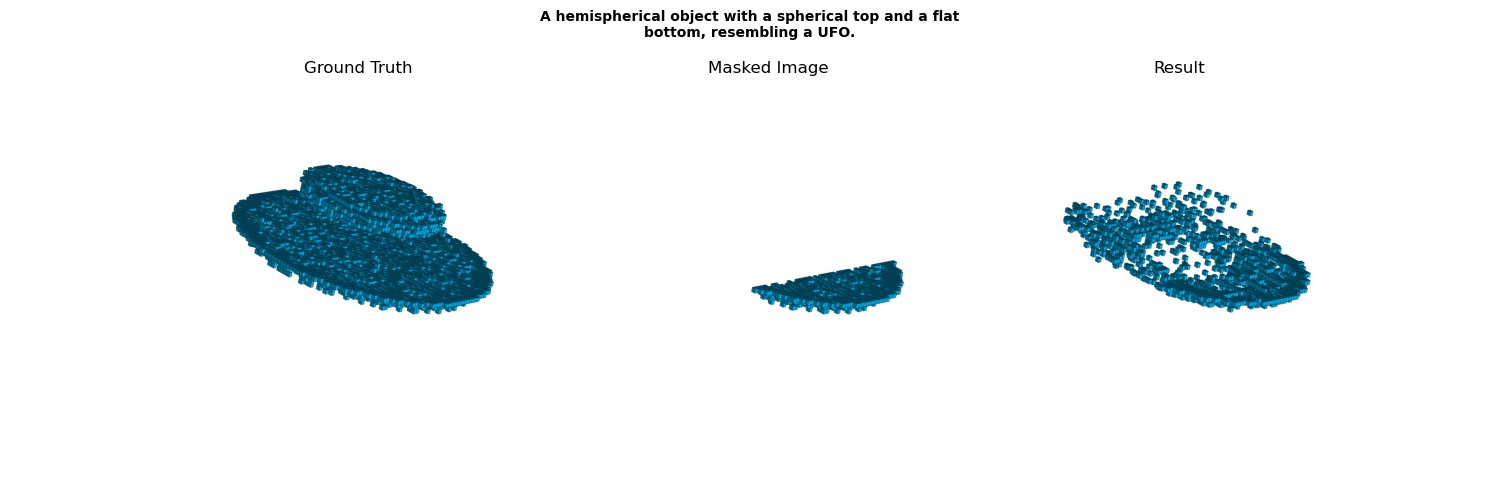 A hemispherical object with a spherical top and a flat
bottom, resembling a UFO.
Ground Truth
Masked Image
Result